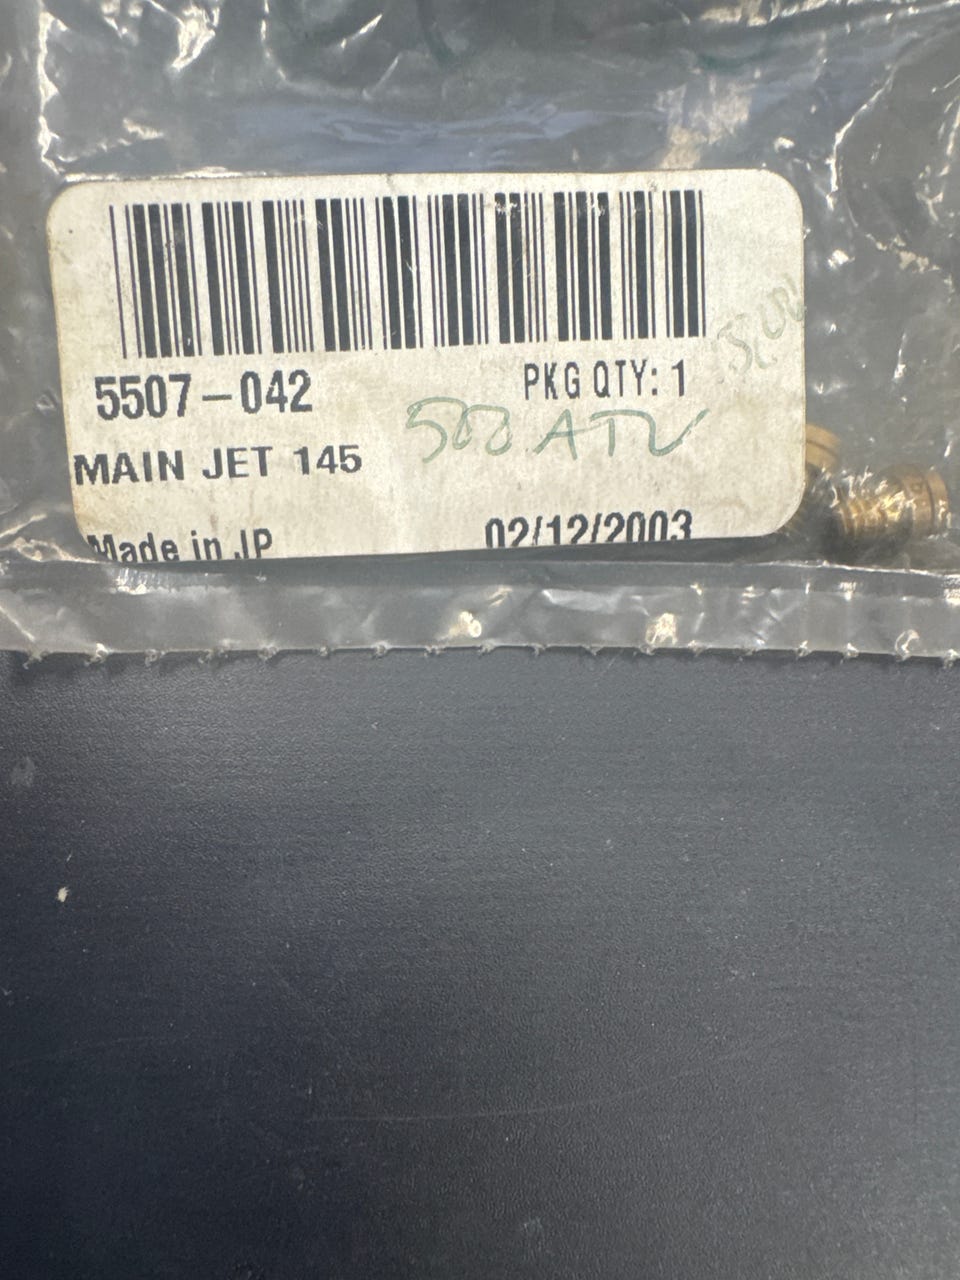 5507-042
PKG QTY: 1
500 ATV
MAIN JET 145
Made in JP
02/12/2003